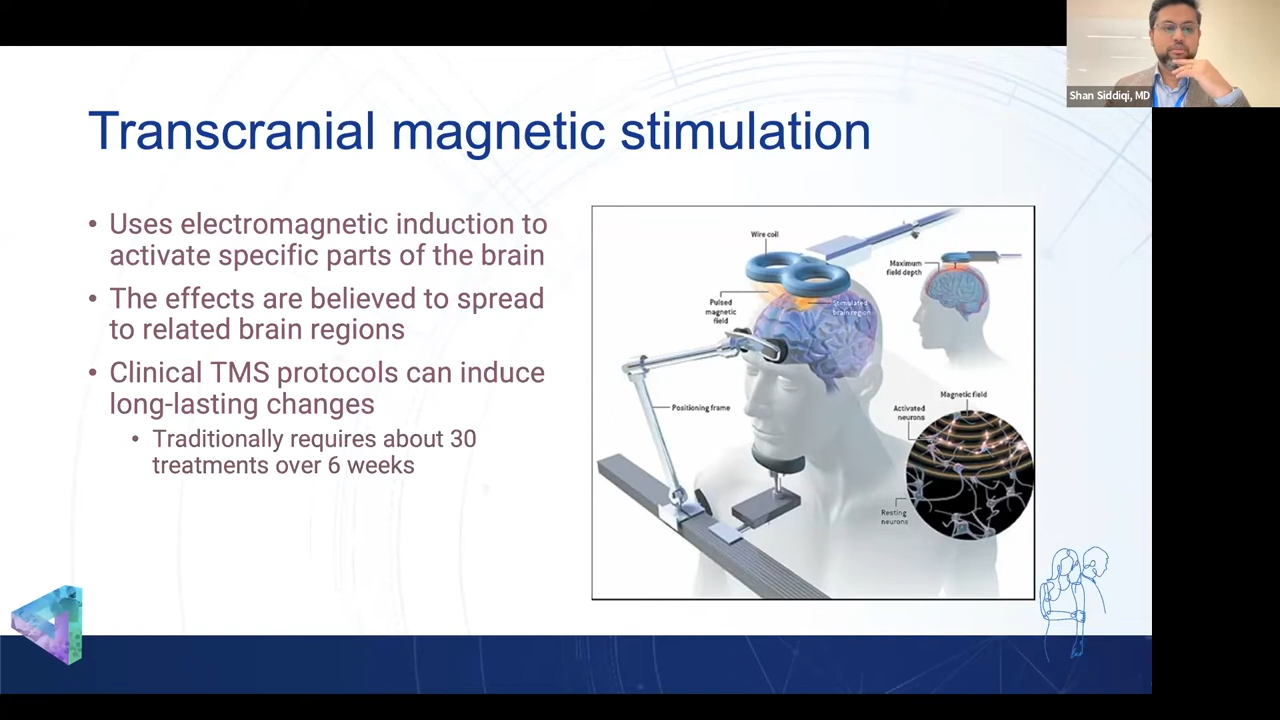 Shan Siddiqi, MD
Transcranial magnetic stimulation
• Uses electromagnetic induction to
activate specific parts of the brain
• The effects are believed to spread
to related brain regions
• Clinical TMS protocols can induce
long-lasting changes
• Traditionally requires about 30
treatments over 6 weeks
Wire coil
Maximum
field depth
Pulsed
magnetic
field
Stimulated
brain region
Positioning frame
Magnetic field
Activated
neurons
Resting
neurons